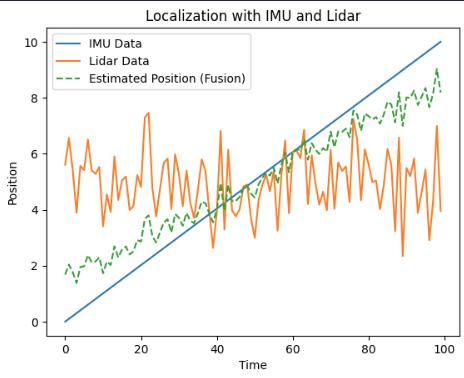 Localization with IMU and Lidar
10
8
6
4
2
0
IMU Data
Lidar Data
Estimated Position (Fusion)
Position
0 20 40 60 80 100
Time